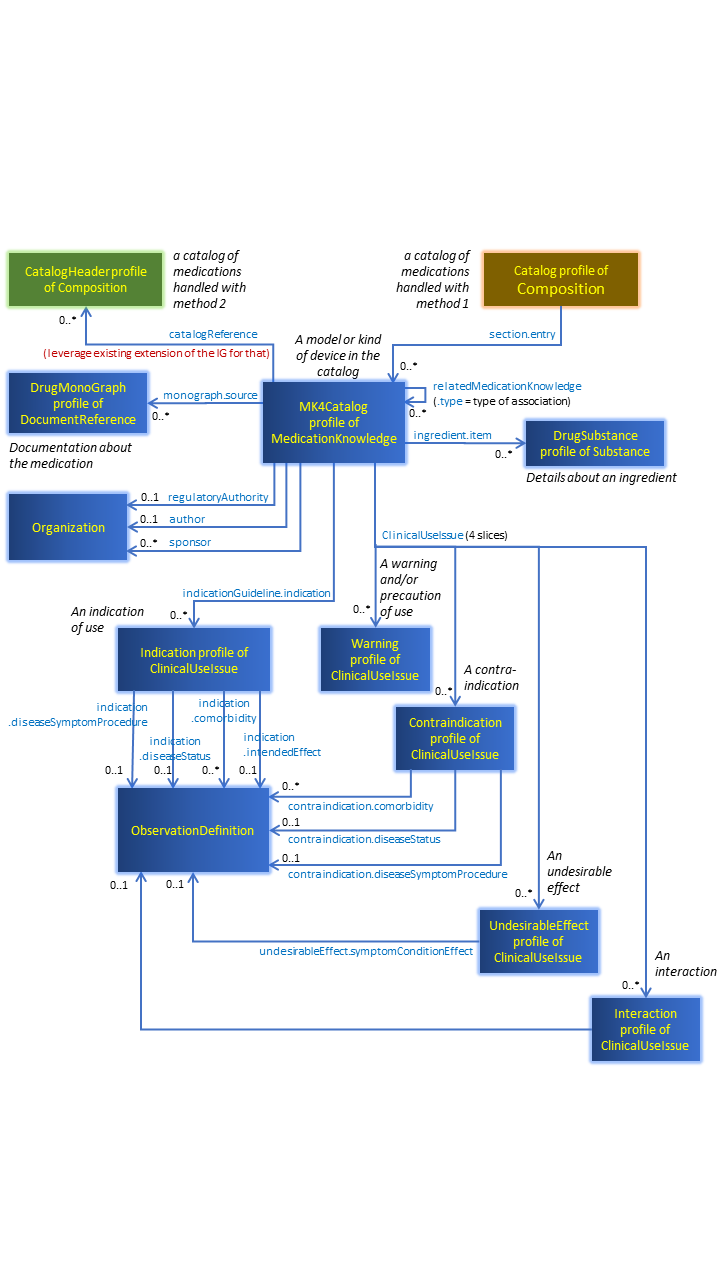 CatalogHeader profile
of Composition
a catalog of
medications
handled with
method 2
a catalog of
medications
handled with
method 1
Catalog profile of
Composition
0..*
catalogReference
(leverage existing extension of the IG for that)
A model or kind
of device in the
catalog
section.entry
0..*
DrugMonoGraph
profile of
DocumentReference
monograph.source
0..*
MK4Catalog
profile of
MedicationKnowledge
relatedMedicationKnowledge
(.type = type of association)
0..*
Documentation about
the medication
ingredient.item
0..*
DrugSubstance
profile of Substance
Details about an ingredient
Organization
0..1
regulatoryAuthority
0..1
author
0..*
sponsor
ClinicalUseIssue (4 slices)
indicationGuideline.indication
A warning
and/or
precaution
of use
An indication
of use
0..*
0..*
Indication profile of
ClinicalUseIssue
Warning
profile of
ClinicalUseIssue
A contra-
indication
0..*
indication
.diseaseSymptomProcedure
indication
.comorbidity
indication
.diseaseStatus
indication
.intendedEffect
Contraindication
profile of
ClinicalUseIssue
0..1
0..1
0..*
0..1
ObservationDefinition
0..*
contraindication.comorbidity
0..1
contraindication.diseaseStatus
0..1
contraindication.diseaseSymptomProcedure
0..1
0..1
An
undesirable
effect
0..*
UndesirableEffect
profile of
ClinicalUseIssue
undesirableEffect.symptomConditionEffect
An
interaction
0..*
Interaction
profile of
ClinicalUseIssue